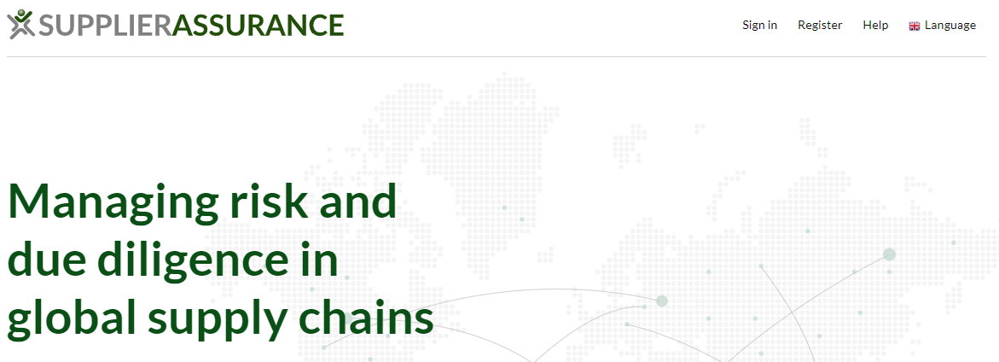 SUPPLIERASSURANCE
Sign in Register Help Language
Managing risk and
due diligence in
global supply chains